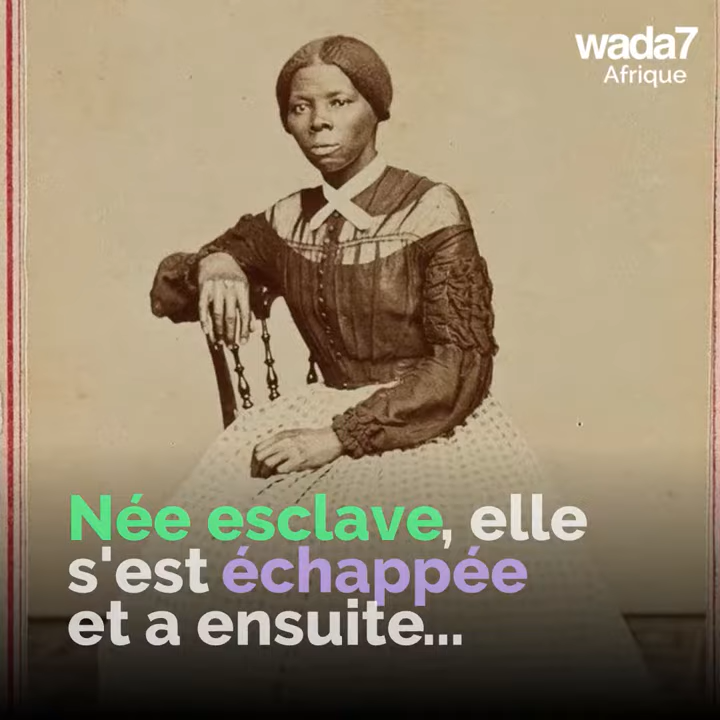 wada7
Afrique
Née esclave, elle
s'est échappée
et a ensuite...